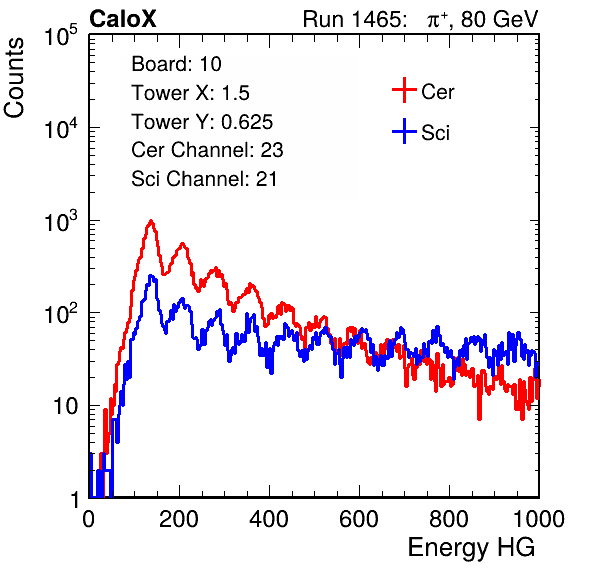 CaloX Run 1465: π⁺, 80 GeV
Counts
10⁵
10⁴
10³
10²
10
1
Board: 10
Tower X: 1.5
Tower Y: 0.625
Cer Channel: 23
Sci Channel: 21
Cer
Sci
0 200 400 600 800 1000
Energy HG